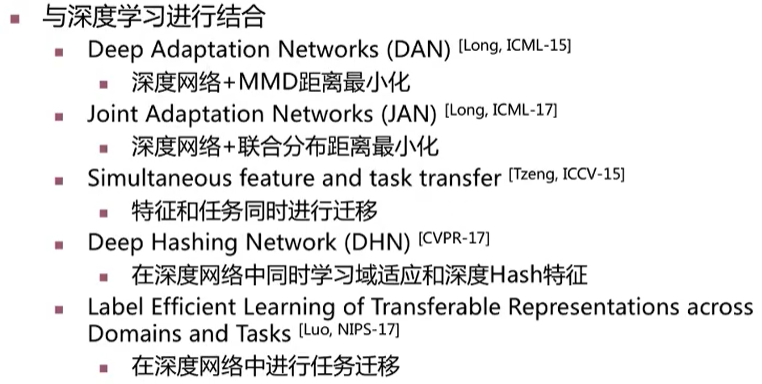 与深度学习进行结合
Deep Adaptation Networks (DAN) [Long, ICML-15]
深度网络+MMD距离最小化
Joint Adaptation Networks (JAN) [Long, ICML-17]
深度网络+联合分布距离最小化
Simultaneous feature and task transfer [Tzeng, ICCV-15]
特征和任务同时进行迁移
Deep Hashing Network (DHN) [CVPR-17]
在深度网络中同时学习域适应和深度Hash特征
Label Efficient Learning of Transferable Representations across
Domains and Tasks [Luo, NIPS-17]
在深度网络中进行任务迁移